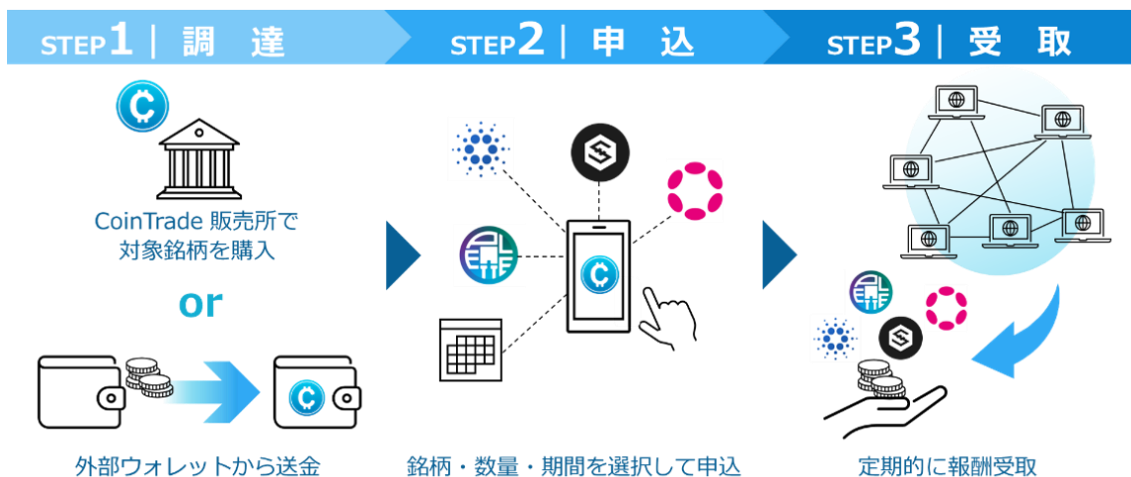 STEP1 | 調 達
STEP2 | 申 込
STEP3 | 受 取
CoinTrade 販売所で
対象銘柄を購入
or
外部ウォレットから送金
銘柄・数量・期間を選択して申込
定期的に報酬受取